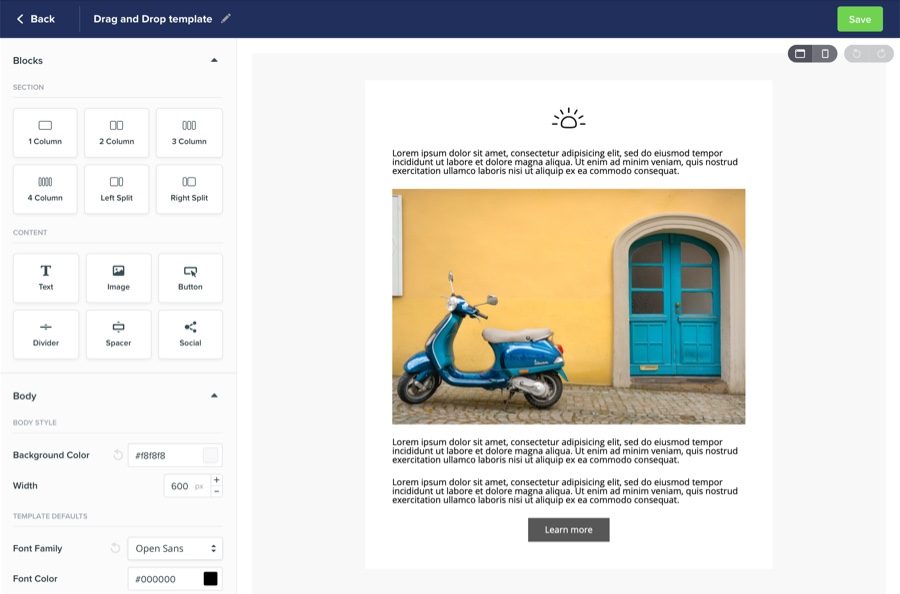 Back
Drag and Drop template
Save
Blocks
SECTION
1 Column
2 Column
3 Column
4 Column
Left Split
Right Split
CONTENT
Text
Image
Button
Divider
Spacer
Social
Body
BODY STYLE
Background Color
#f8f8f8
Width
600 px
+
-
TEMPLATE DEFAULTS
Font Family
Open Sans
Font Color
#000000
Lorem ipsum dolor sit amet, consectetur adipisicing elit, sed do eiusmod tempor
incididunt ut labore et dolore magna aliqua. Ut enim ad minim veniam, quis nostrud
exercitation ullamco laboris nisi ut aliquip ex ea commodo consequat.
Lorem ipsum dolor sit amet, consectetur adipisicing elit, sed do eiusmod tempor
incididunt ut labore et dolore magna aliqua. Ut enim ad minim veniam, quis nostrud
exercitation ullamco laboris nisi ut aliquip ex ea commodo consequat.
Lorem ipsum dolor sit amet, consectetur adipisicing elit, sed do eiusmod tempor
incididunt ut labore et dolore magna aliqua. Ut enim ad minim veniam, quis nostrud
exercitation ullamco laboris nisi ut aliquip ex ea commodo consequat.
Learn more